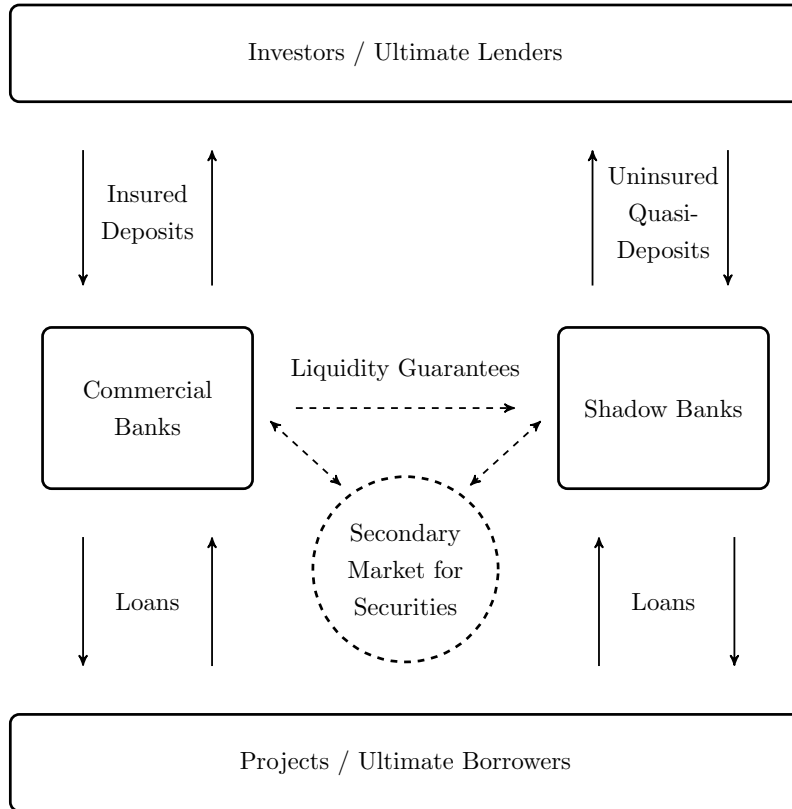 Investors / Ultimate Lenders
Insured
Deposits
Uninsured
Quasi-
Deposits
Commercial
Banks
Liquidity Guarantees
Shadow Banks
Secondary
Market for
Securities
Loans
Loans
Projects / Ultimate Borrowers